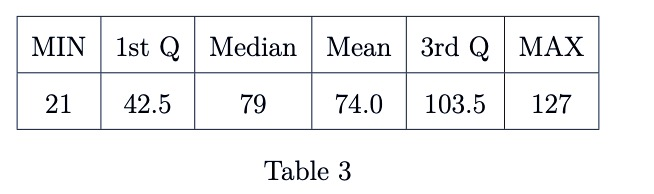 MIN 1st Q Median Mean 3rd Q MAX
21 42.5 79 74.0 103.5 127
Table 3